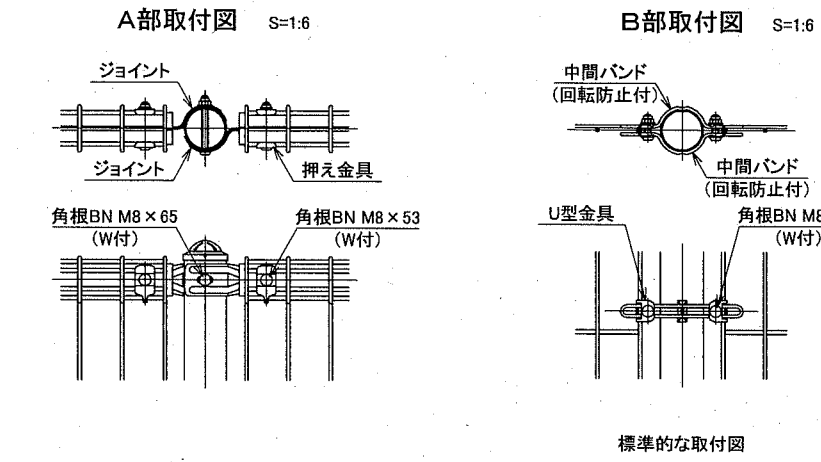 A部取付図 S=1:6
ジョイント
ジョイント
押え金具
角根BN M8×65
(W付)
角根BN M8×53
(W付)
B部取付図 S=1:6
中間バンド
(回転防止付)
中間バンド
(回転防止付)
U型金具
角根BN M8
(W付)
標準的な取付図